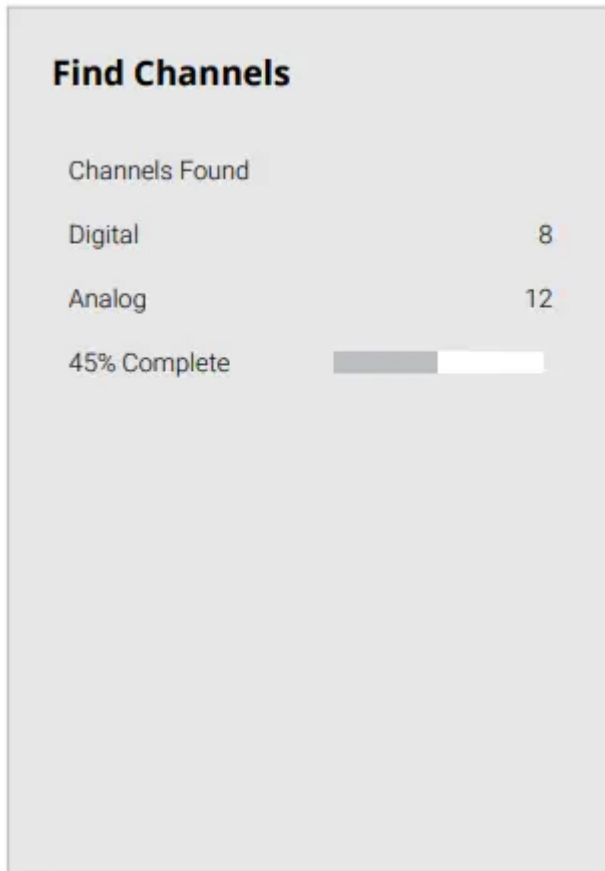 Find Channels
Channels Found
Digital 8
Analog 12
45% Complete